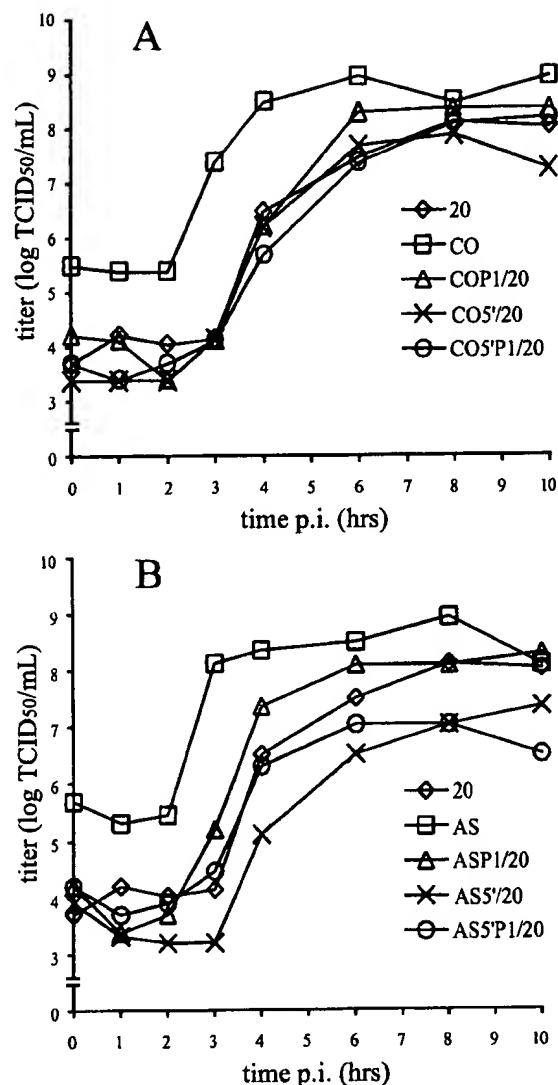 A
10
9
8
7
6
5
4
3
0
titer (log TCID50/mL)
20
CO
COP1/20
CO5'/20
CO5'P1/20
0 1 2 3 4 5 6 7 8 9 10
time p.i. (hrs)
B
10
9
8
7
6
5
4
3
0
titer (log TCID50/mL)
20
AS
ASP1/20
AS5'/20
AS5'P1/20
0 1 2 3 4 5 6 7 8 9 10
time p.i. (hrs)